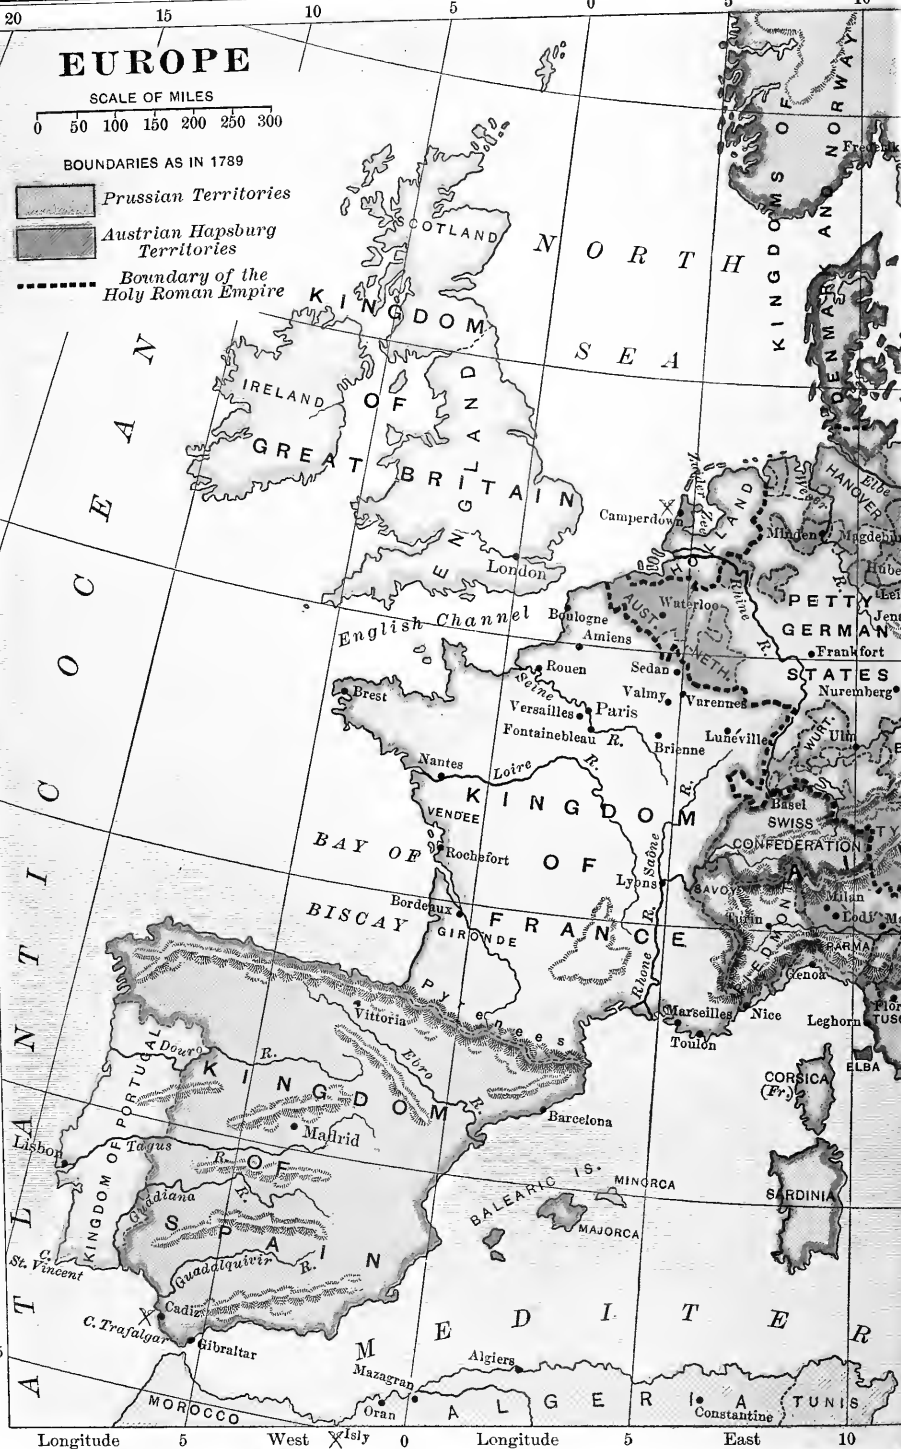 20
15
10
5
0
5
10
EUROPE
SCALE OF MILES
0 50 100 150 200 250 300
BOUNDARIES AS IN 1789
Prussian Territories
Austrian Hapsburg
Territories
Boundary of the
Holy Roman Empire
ATLANTIC OCEAN
NORTH
SEA
KINGDOMS OF
DENMARK AND NORWAY
SCOTLAND
KINGDOM
OF
GREAT BRITAIN
IRELAND
ENGLAND
London
English Channel
Camperdown
Zuider Zee
HOLLAND
Weser
HANOVER
Elbe
Minden
R.
PETTY
GERMAN
STATES
Frankfort
Nuremberg
Rhine
R.
AUST.
NETH.
Waterloo
Boulogne
Amiens
Rouen
Sedan
Valmy
Varennes
Seine
R.
Versailles
Paris
Fontainebleau
Brienne
Lunéville
WURT.
Ulm
Brest
Nantes
Loire
R.
VENDEE
KINGDOM
OF
FRANCE
Basel
SWISS
CONFEDERATION
BAY OF
BISCAY
Rochefort
Bordeaux
GIRONDE
Saône
R.
Lyons
SAVOY
Milan
Lodi
Turin
PIEDMONT
PARMA
Genoa
Rhone R.
Marseilles
Toulon
Nice
Leghorn
ELBA
CORSICA
(Fr.)
SARDINIA
Pyrenees
Vittoria
Ebro
R.
Douro
R.
KINGDOM
OF
SPAIN
KINGDOM OF PORTUGAL
Madrid
Barcelona
Lisbon
Tagus
R.
Guadiana
R.
Guadalquivir
R.
C.
St. Vincent
Cadiz
C. Trafalgar
Gibraltar
BALEARIC IS.
MINORCA
MAJORCA
MEDITER
Algiers
Mazagran
Oran
MOROCCO
ALGERIA
Constantine
TUNIS
Isly
Longitude
5
West
0
Longitude
5
East
10